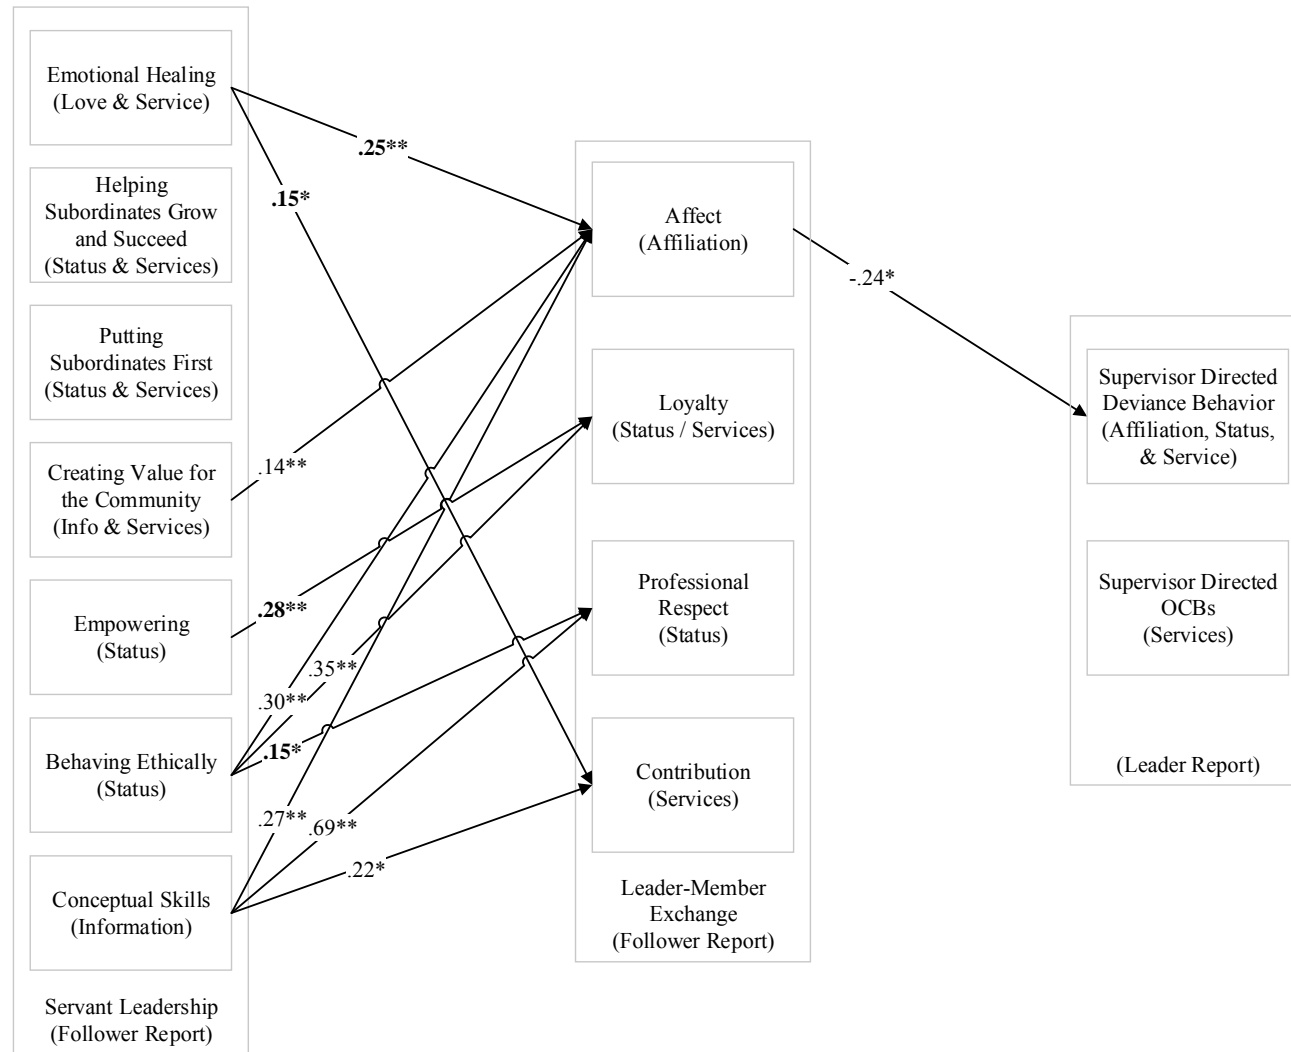 Emotional Healing
(Love & Service)
Helping
Subordinates Grow
and Succeed
(Status & Services)
Putting
Subordinates First
(Status & Services)
Creating Value for
the Community
(Info & Services)
Empowering
(Status)
Behaving Ethically
(Status)
Conceptual Skills
(Information)
Servant Leadership
(Follower Report)
.25**
.15*
.14**
.28**
.35**
.30**
.15*
.27**
.69**
.22*
Affect
(Affiliation)
Loyalty
(Status / Services)
Professional
Respect
(Status)
Contribution
(Services)
Leader-Member
Exchange
(Follower Report)
-.24*
Supervisor Directed
Deviance Behavior
(Affiliation, Status,
& Service)
Supervisor Directed
OCBs
(Services)
(Leader Report)